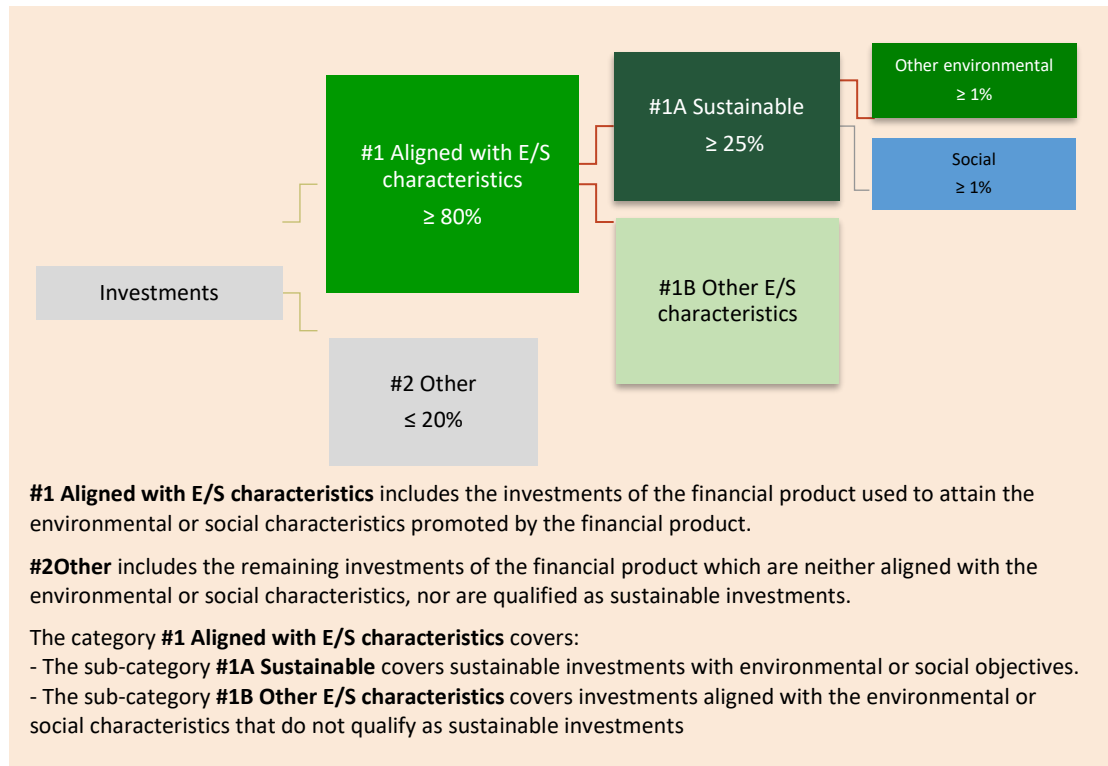 Other environmental
≥ 1%
#1A Sustainable
≥ 25%
#1 Aligned with E/S
characteristics
≥ 80%
Social
≥ 1%
Investments
#1B Other E/S
characteristics
#2 Other
≤ 20%
#1 Aligned with E/S characteristics includes the investments of the financial product used to attain the
environmental or social characteristics promoted by the financial product.
#2Other includes the remaining investments of the financial product which are neither aligned with the
environmental or social characteristics, nor are qualified as sustainable investments.
The category #1 Aligned with E/S characteristics covers:
- The sub-category #1A Sustainable covers sustainable investments with environmental or social objectives.
- The sub-category #1B Other E/S characteristics covers investments aligned with the environmental or
social characteristics that do not qualify as sustainable investments